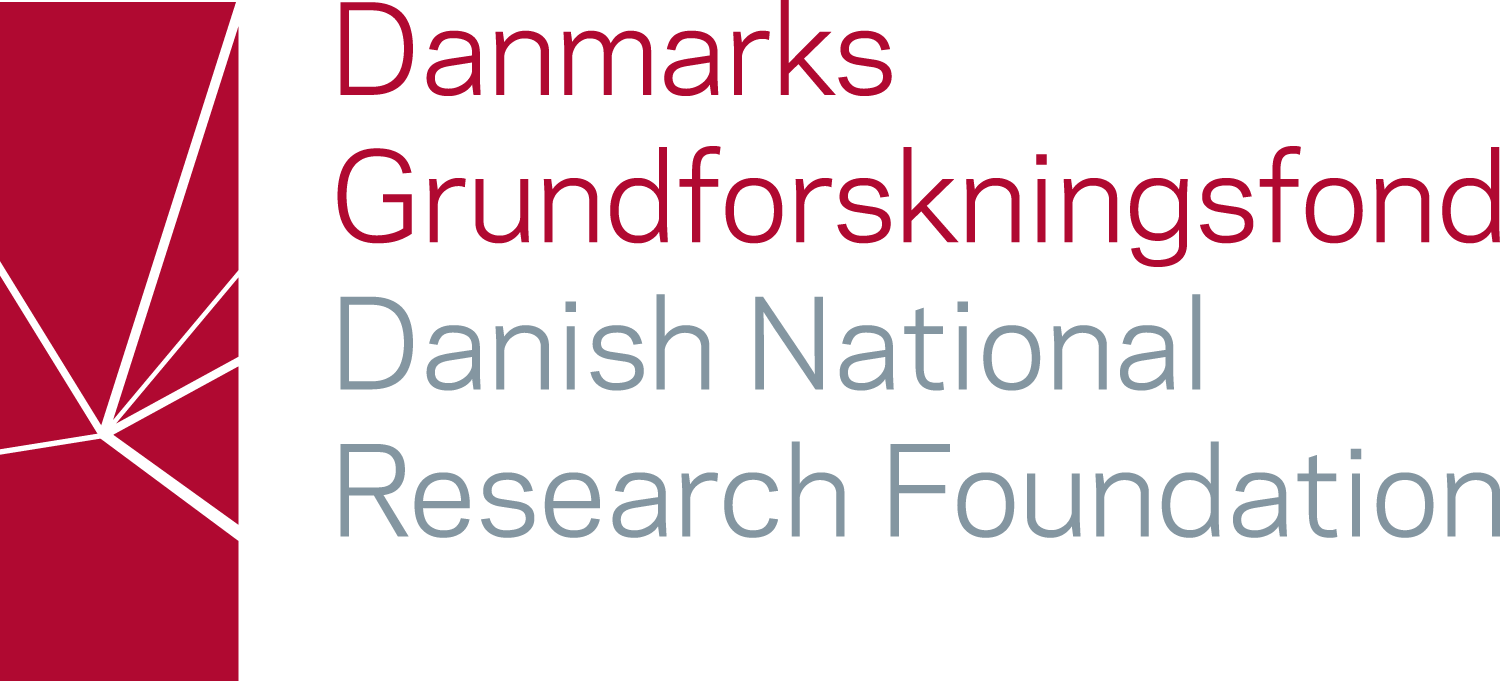 Danmarks
Grundforskningsfond
Danish National
Research Foundation